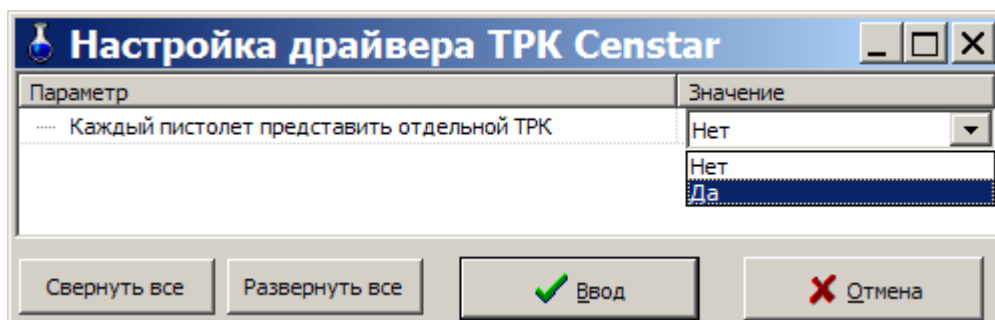 Настройка драйвера ТРК Censtar
Параметр Значение
Каждый пистолет представить отдельной ТРК Нет
Нет
Да
Свернуть все Развернуть все Ввод Отмена